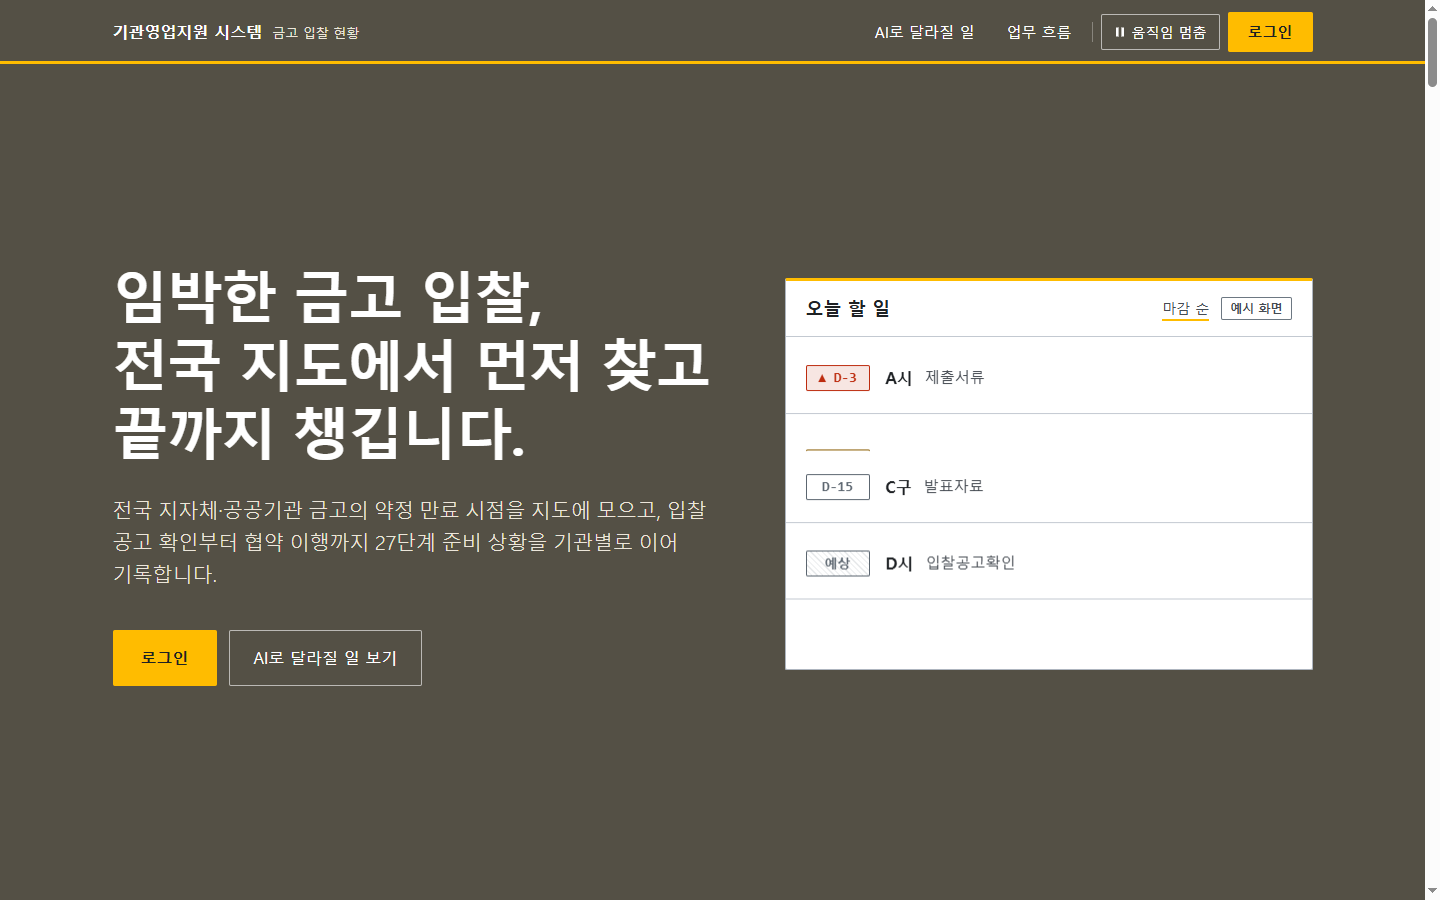 기관영업지원 시스템 금고 입찰 현황
AI로 달라질 일
업무 흐름
움직임 멈춤
로그인
임박한 금고 입찰,
전국 지도에서 먼저 찾고
끝까지 챙깁니다.
전국 지자체·공공기관 금고의 약정 만료 시점을 지도에 모으고, 입찰
공고 확인부터 협약 이행까지 27단계 준비 상황을 기관별로 이어
기록합니다.
로그인
AI로 달라질 일 보기
오늘 할 일
마감 순
예시 화면
▲ D-3 A시 제출서류
D-15 C구 발표자료
예상 D시 입찰공고확인